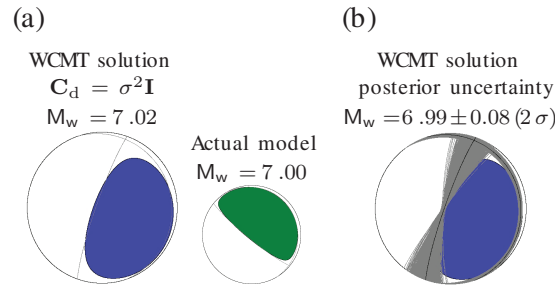 (a)
WCMT solution
C_d = σ²I
M_w = 7.02
Actual model
M_w = 7.00
(b)
WCMT solution
posterior uncertainty
M_w = 6.99 ± 0.08 (2σ)